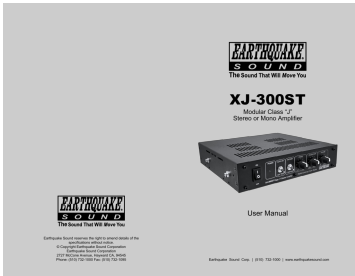 EARTHQUAKE
SOUND
The Sound That Will Move You
Earthquake Sound reserves the right to amend details of the
specifications without notice.
© Copyright Earthquake Sound Corporation
Earthquake Sound Corporation
2727 McCone Avenue, Hayward CA, 94545
Phone: (510) 732-1000 Fax: (510) 732-1095
EARTHQUAKE
SOUND
The Sound That Will Move You
XJ-300ST
Modular Class “J”
Stereo or Mono Amplifier
User Manual
Earthquake Sound Corp. | (510) 732-1000 | www.earthquakesound.com